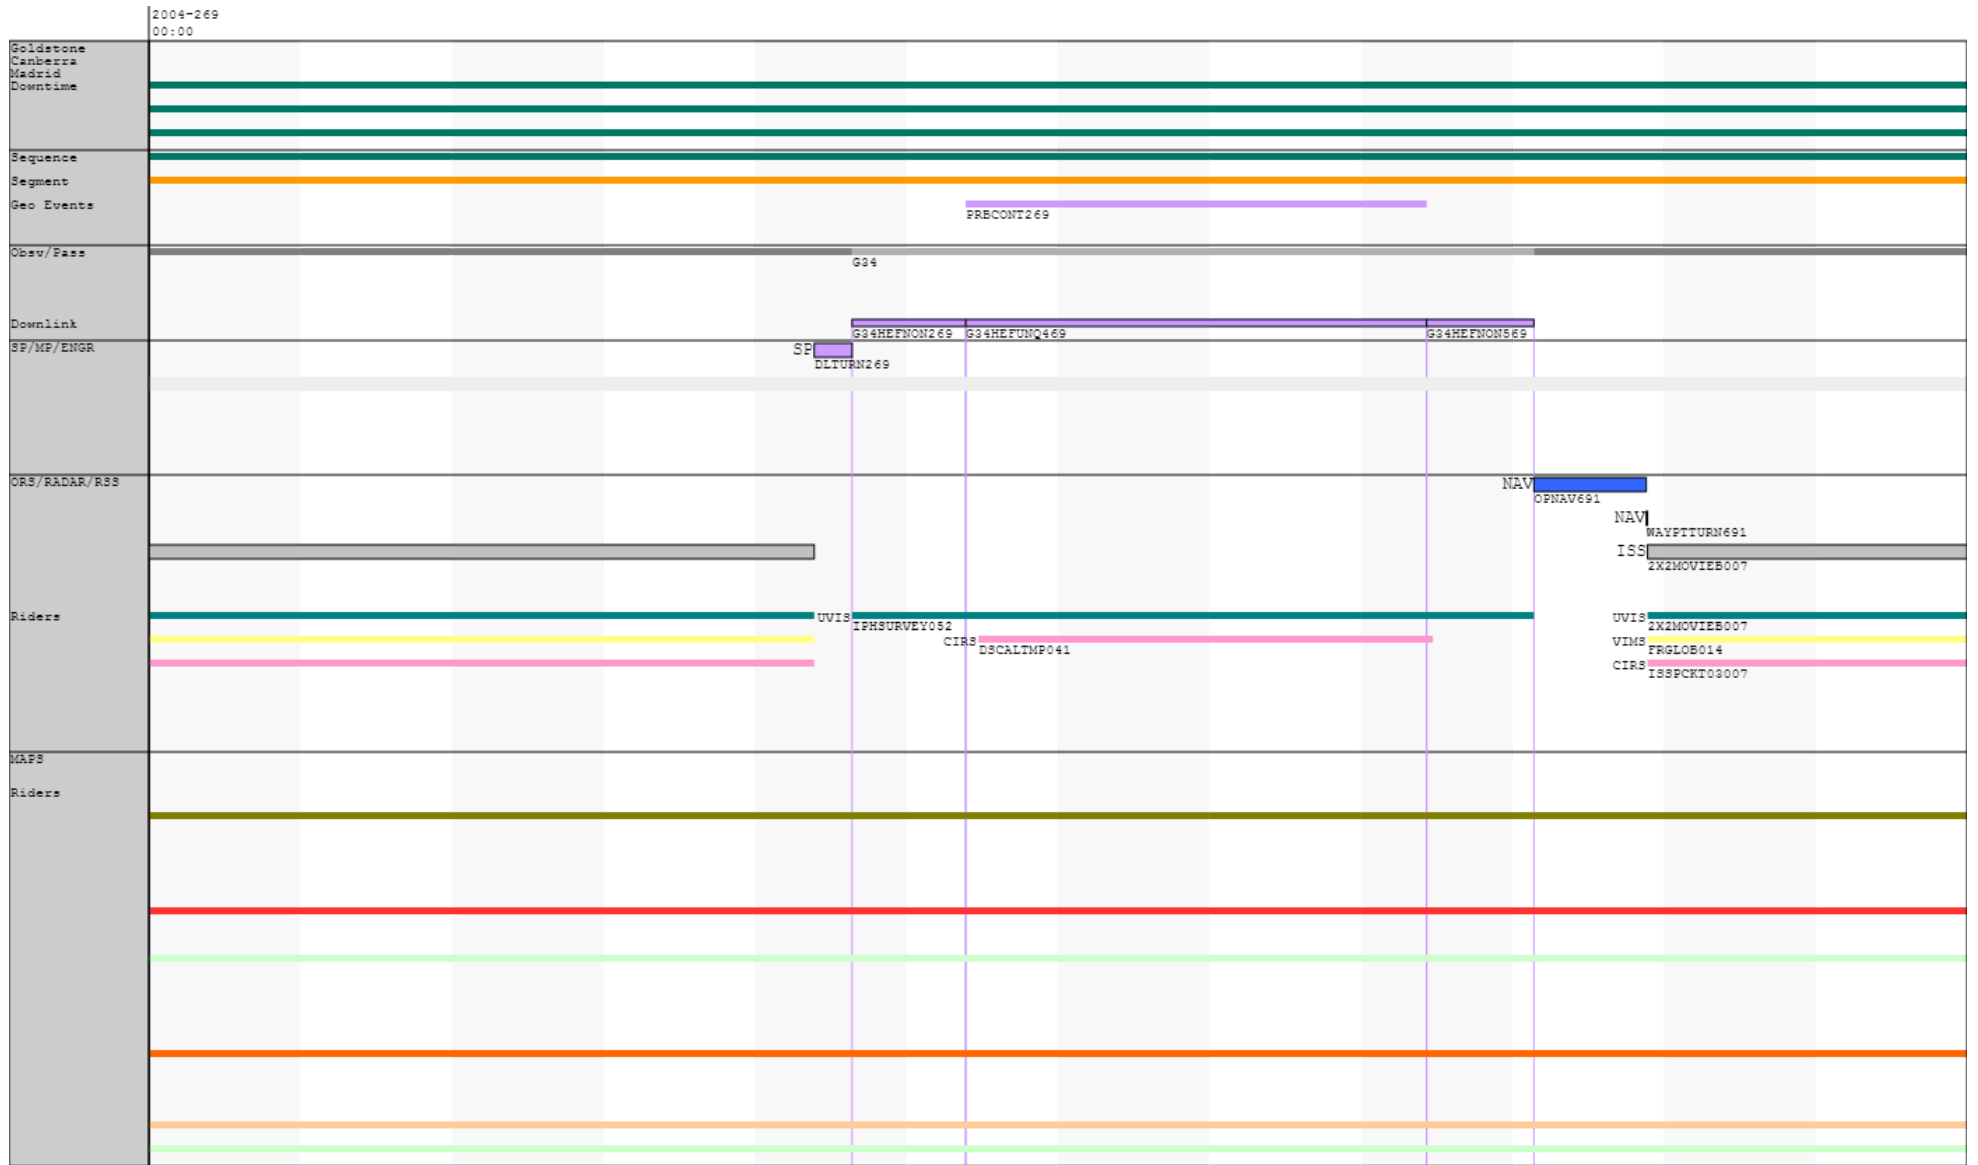 2004-269
00:00
Goldstone
Canberra
Madrid
Downtime
Sequence
Segment
Geo Events
PRBCONT269
Obsv/Pass
G34
Downlink
G34HEFNON269 G34HEFUNQ469 G34HEFNON569
SP/MP/ENGR
SP
DLTURN269
ORS/RADAR/RSS
NAV
OPNAV691
NAV
WAYPTTURN691
ISS
2X2MOVIEB007
Riders
UVIS
IPHSURVEY052
UVIS
2X2MOVIEB007
CIRS
DSCALTMP041
VIMS
FRGLOB014
CIRS
ISSPCKT03007
MAPS
Riders